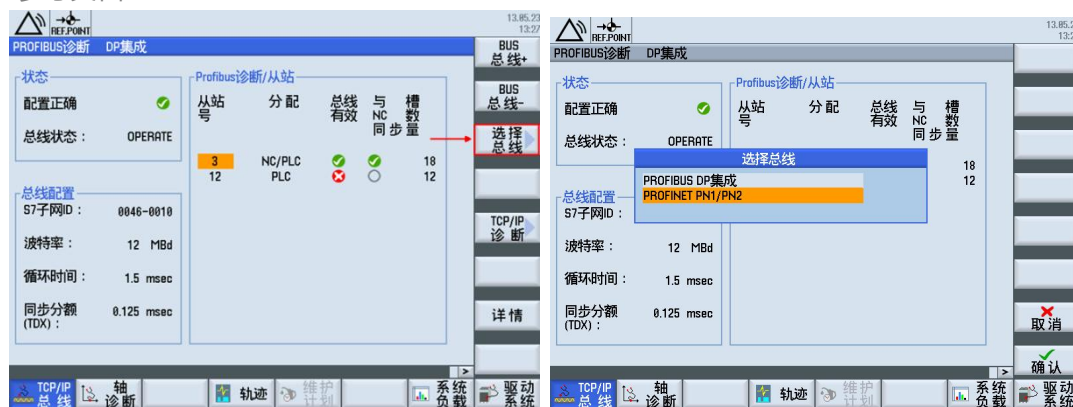 REF.POINT
13.05.23
13:27
PROFIBUS诊断 DP集成
状态
配置正确
总线状态： OPERATE
总线配置
S7子网ID： 0046-0010
波特率： 12 MBd
循环时间： 1.5 msec
同步分额
(TDX)： 0.125 msec
Profibus诊断/从站
从站号 分配 总线有效 与NC同步 槽数量
3 NC/PLC 18
12 PLC 12
BUS
总线+
BUS
总线-
选择
总线
TCP/IP
诊断
详情
TCP/IP
总线
轴
诊断
轨迹
维护
计划
系统
负载
驱动
系统
REF.POINT
13.05.2
13:2
PROFIBUS诊断 DP集成
状态
配置正确
总线状态： OPERATE
总线配置
S7子网ID：
波特率： 12 MBd
循环时间： 1.5 msec
同步分额
(TDX)： 0.125 msec
Profibus诊断/从站
从站号 分配 总线有效 与NC同步 槽数量
18
12
选择总线
PROFIBUS DP集成
PROFINET PN1/PN2
取消
确认
TCP/IP
总线
轴
诊断
轨迹
维护
计划
系统
负载
驱动
系统